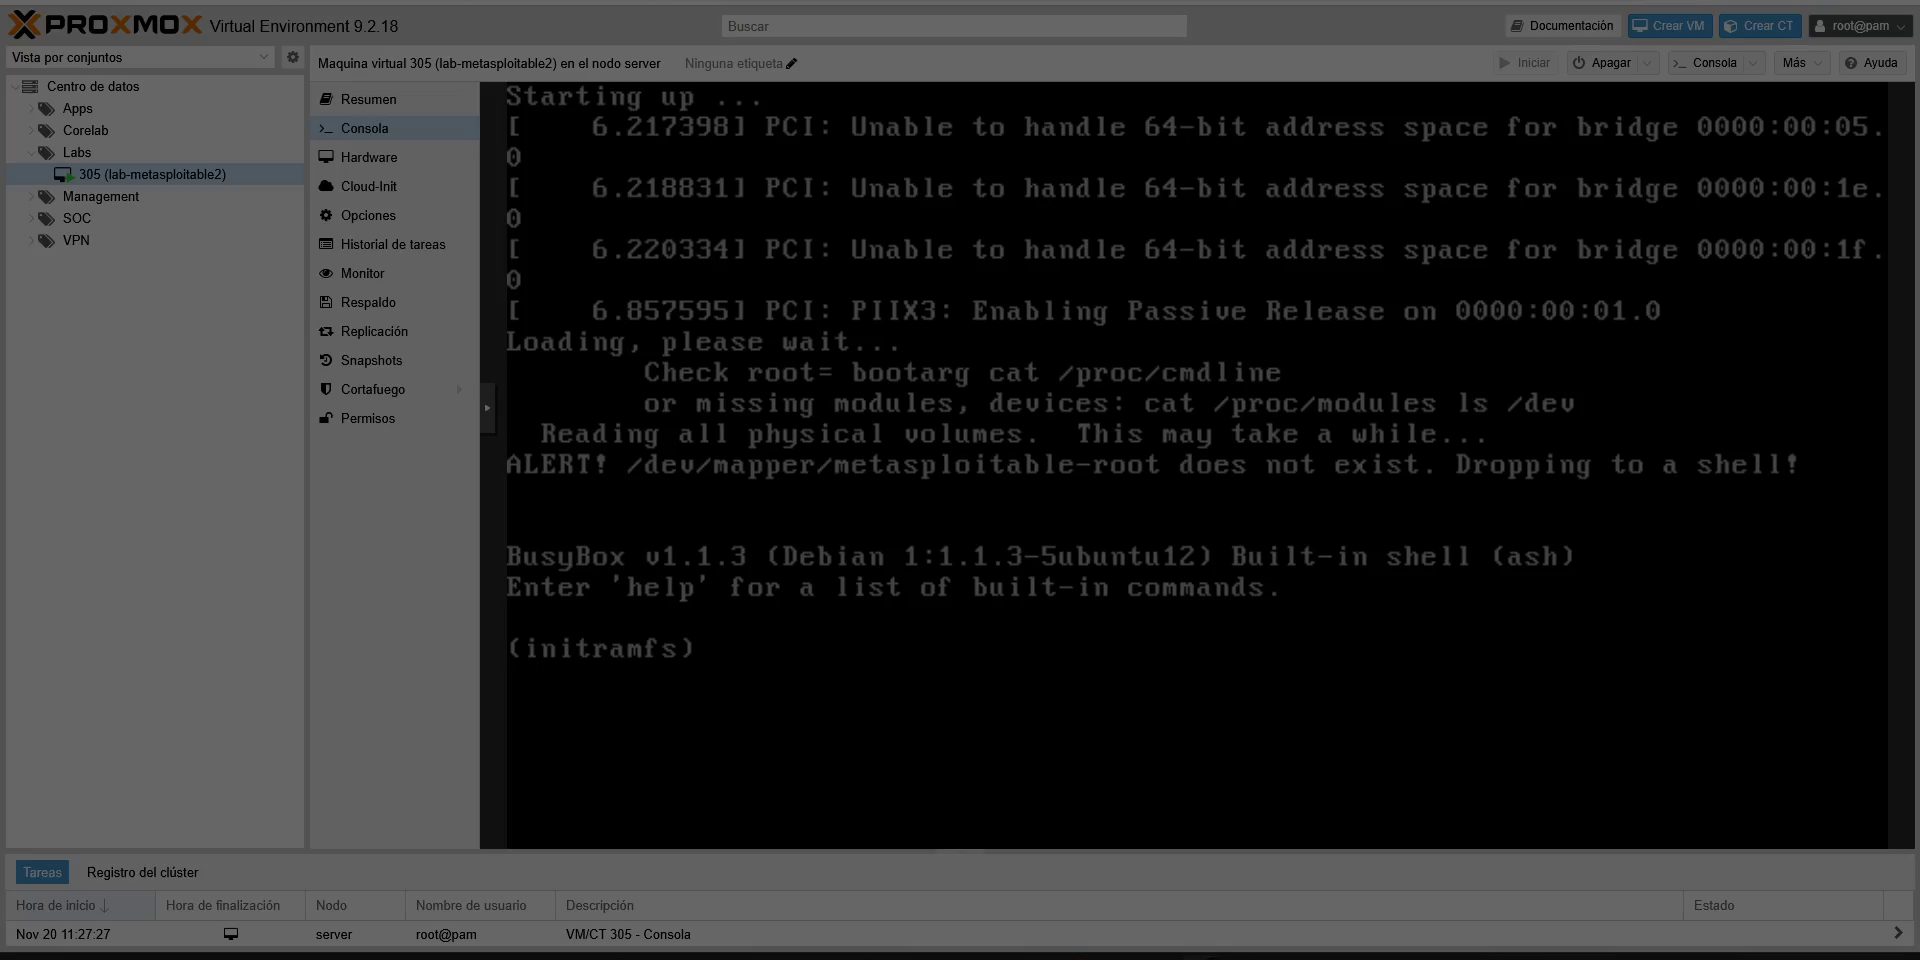 PROXMOX Virtual Environment 9.2.18
Buscar
Documentación
Crear VM
Crear CT
root@pam
Vista por conjuntos
Maquina virtual 305 (lab-metasploitable2) en el nodo server
Ninguna etiqueta
Iniciar
Apagar
Consola
Más
Ayuda
Centro de datos
Apps
Corelab
Labs
305 (lab-metasploitable2)
Management
SOC
VPN
Resumen
Consola
Hardware
Cloud-Init
Opciones
Historial de tareas
Monitor
Respaldo
Replicación
Snapshots
Cortafuego
Permisos
Starting up ...
[    6.217398] PCI: Unable to handle 64-bit address space for bridge 0000:00:05.
0
[    6.218831] PCI: Unable to handle 64-bit address space for bridge 0000:00:1e.
0
[    6.220334] PCI: Unable to handle 64-bit address space for bridge 0000:00:1f.
0
[    6.857595] PCI: PIIX3: Enabling Passive Release on 0000:00:01.0
Loading, please wait...
Check root= bootarg cat /proc/cmdline
or missing modules, devices: cat /proc/modules ls /dev
Reading all physical volumes.  This may take a while...
ALERT! /dev/mapper/metasploitable-root does not exist. Dropping to a shell!
BusyBox v1.1.3 (Debian 1:1.1.3-5ubuntu12) Built-in shell (ash)
Enter 'help' for a list of built-in commands.
(initramfs)
Tareas
Registro del clúster
Hora de inicio
Hora de finalización
Nodo
Nombre de usuario
Descripción
Estado
Nov 20 11:27:27
server
root@pam
VM/CT 305 - Consola